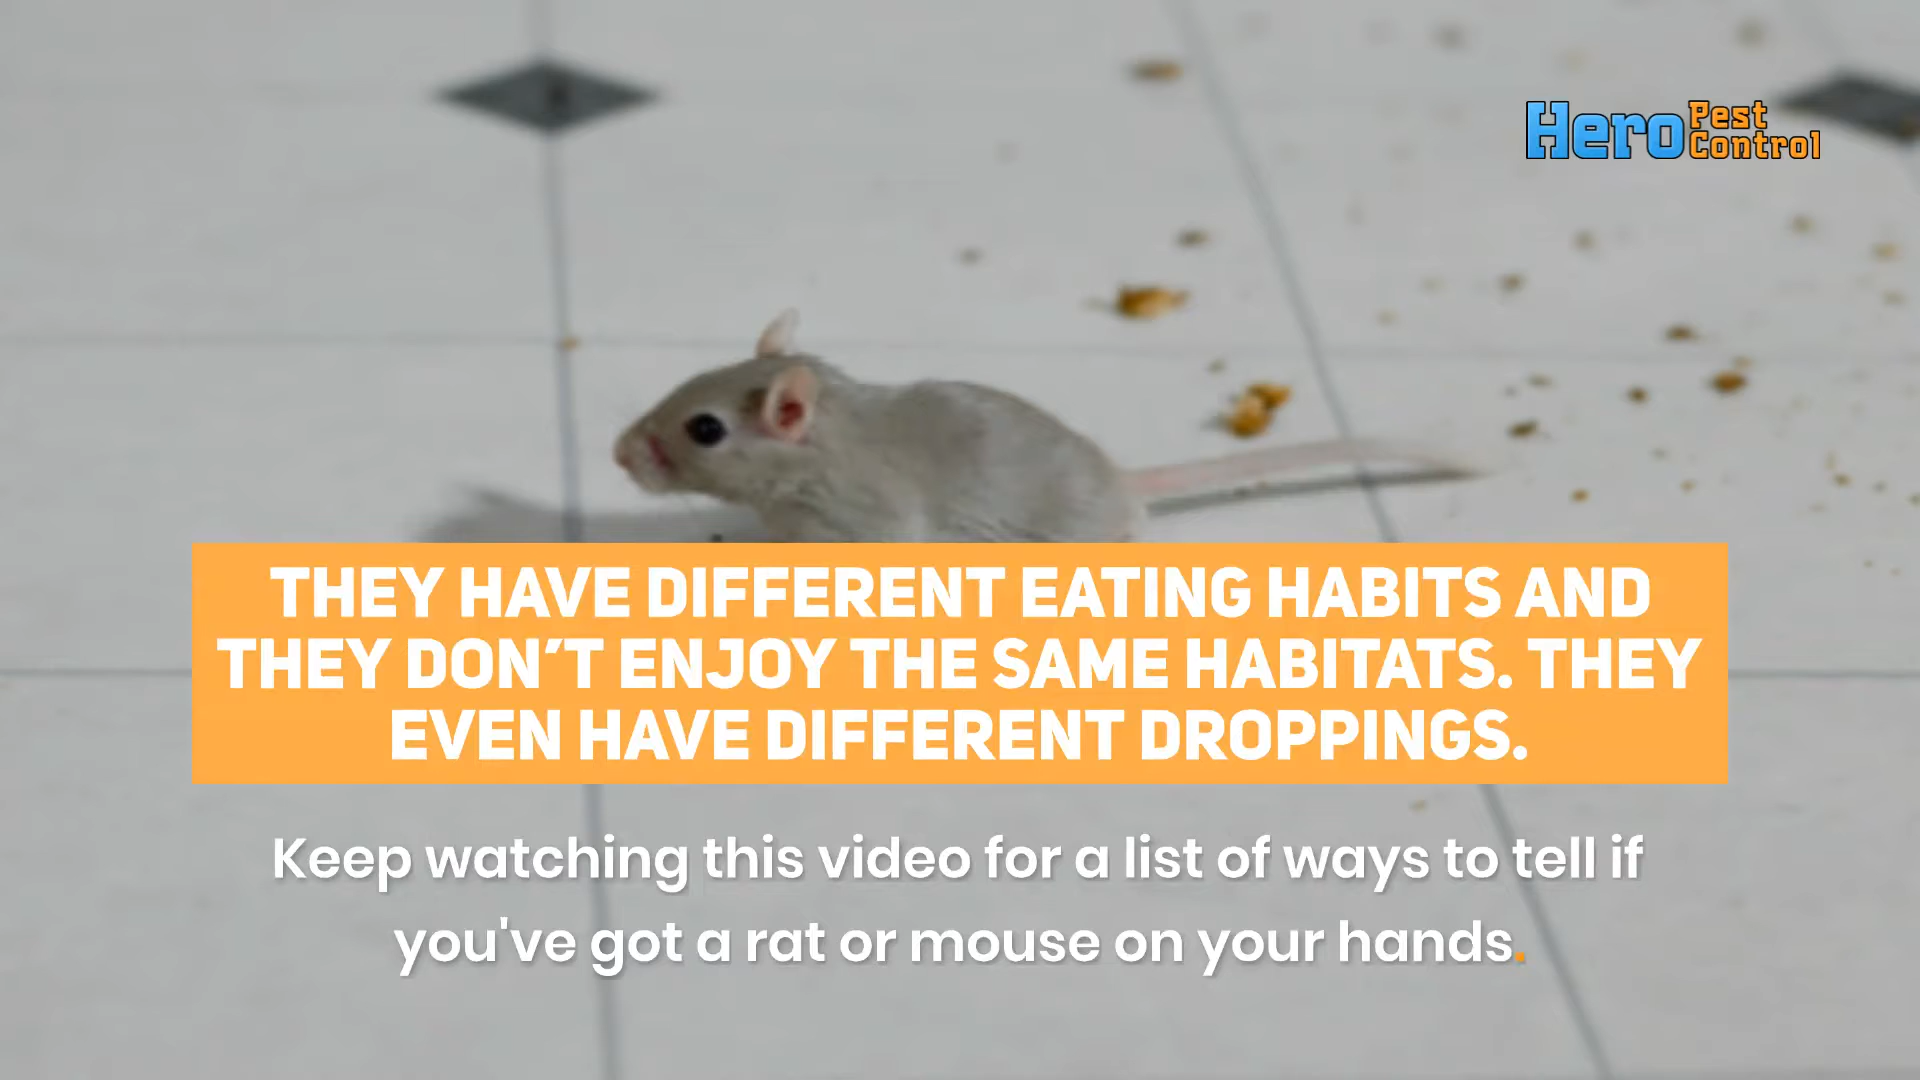 Hero Pest Control
THEY HAVE DIFFERENT EATING HABITS AND
THEY DON’T ENJOY THE SAME HABITATS. THEY
EVEN HAVE DIFFERENT DROPPINGS.
Keep watching this video for a list of ways to tell if
you've got a rat or mouse on your hands.